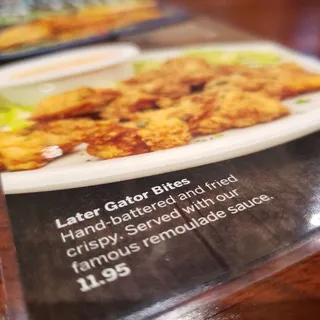 Later Gator Bites
Hand-battered and fried
crispy. Served with our
famous remoulade sauce.
11.95